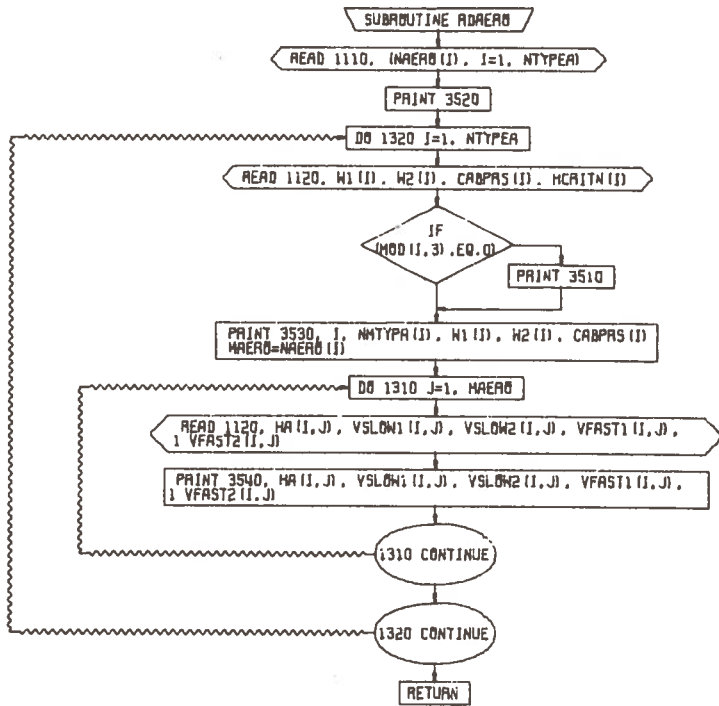 SUBROUTINE RDAERO
READ 1110, (NAERO(I), I=1, NTYPEA)
PRINT 3520
DO 1320 I=1, NTYPEA
READ 1120, W1(I), W2(I), CABPRS(I), MCRITN(I)
IF
(MOD(I,3).EQ.0)
PRINT 3510
PRINT 3530, I, NMTYPA(I), W1(I), W2(I), CABPRS(I)
MAERO=NAERO(I)
DO 1310 J=1, MAERO
READ 1120, HA(I,J), VSLOW1(I,J), VSLOW2(I,J), VFAST1(I,J),
1 VFAST2(I,J)
PRINT 3540, HA(I,J), VSLOW1(I,J), VSLOW2(I,J), VFAST1(I,J),
1 VFAST2(I,J)
1310 CONTINUE
1320 CONTINUE
RETURN